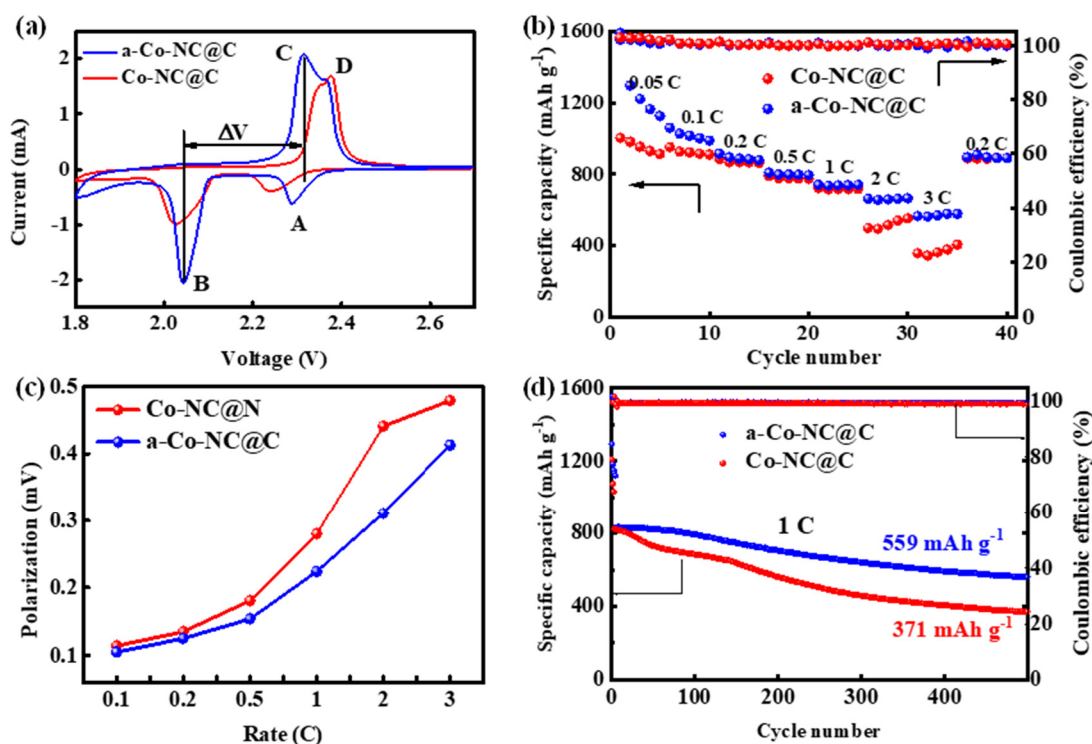 (a)
a-Co-NC@C
Co-NC@C
C
D
ΔV
A
B
2
1
0
-1
-2
Current (mA)
1.8
2.0
2.2
2.4
2.6
Voltage (V)
(b)
1600
1200
800
400
0
Specific capacity (mAh g⁻¹)
0.05 C
0.1 C
0.2 C
0.5 C
1 C
2 C
3 C
0.2 C
Co-NC@C
a-Co-NC@C
100
80
60
40
20
0
Coulombic efficiency (%)
0
10
20
30
40
Cycle number
(c)
Co-NC@N
a-Co-NC@C
0.5
0.4
0.3
0.2
0.1
Polarization (mV)
0.1
0.2
0.5
1
2
3
Rate (C)
(d)
1600
1200
800
400
0
Specific capacity (mAh g⁻¹)
a-Co-NC@C
Co-NC@C
1 C
559 mAh g⁻¹
371 mAh g⁻¹
100
80
60
40
20
0
Coulombic efficiency (%)
0
100
200
300
400
Cycle number